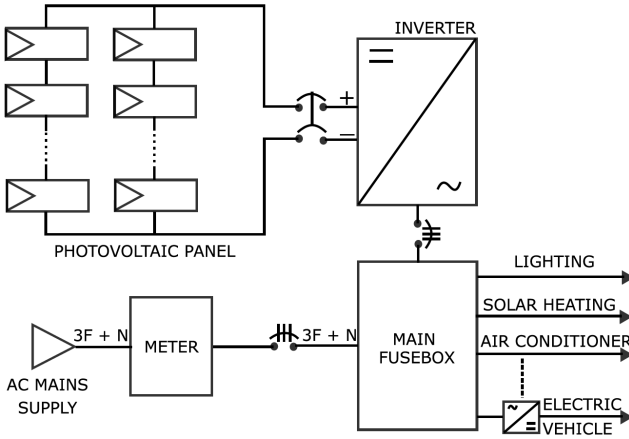 INVERTER
+
−
PHOTOVOLTAIC PANEL
LIGHTING
SOLAR HEATING
AIR CONDITIONER
3F + N
METER
3F + N
MAIN
FUSEBOX
AC MAINS
SUPPLY
ELECTRIC
VEHICLE